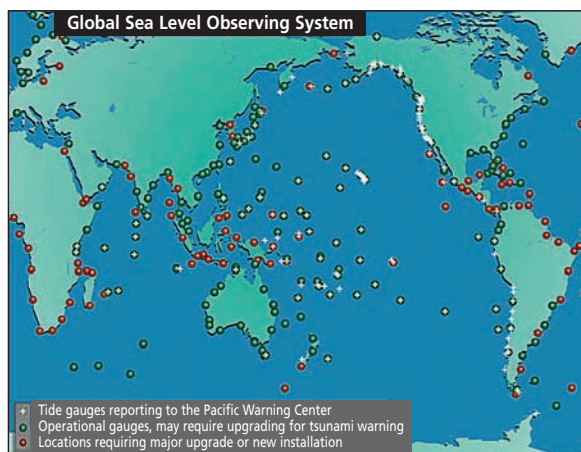 Global Sea Level Observing System
Tide gauges reporting to the Pacific Warning Center
Operational gauges, may require upgrading for tsunami warning
Locations requiring major upgrade or new installation